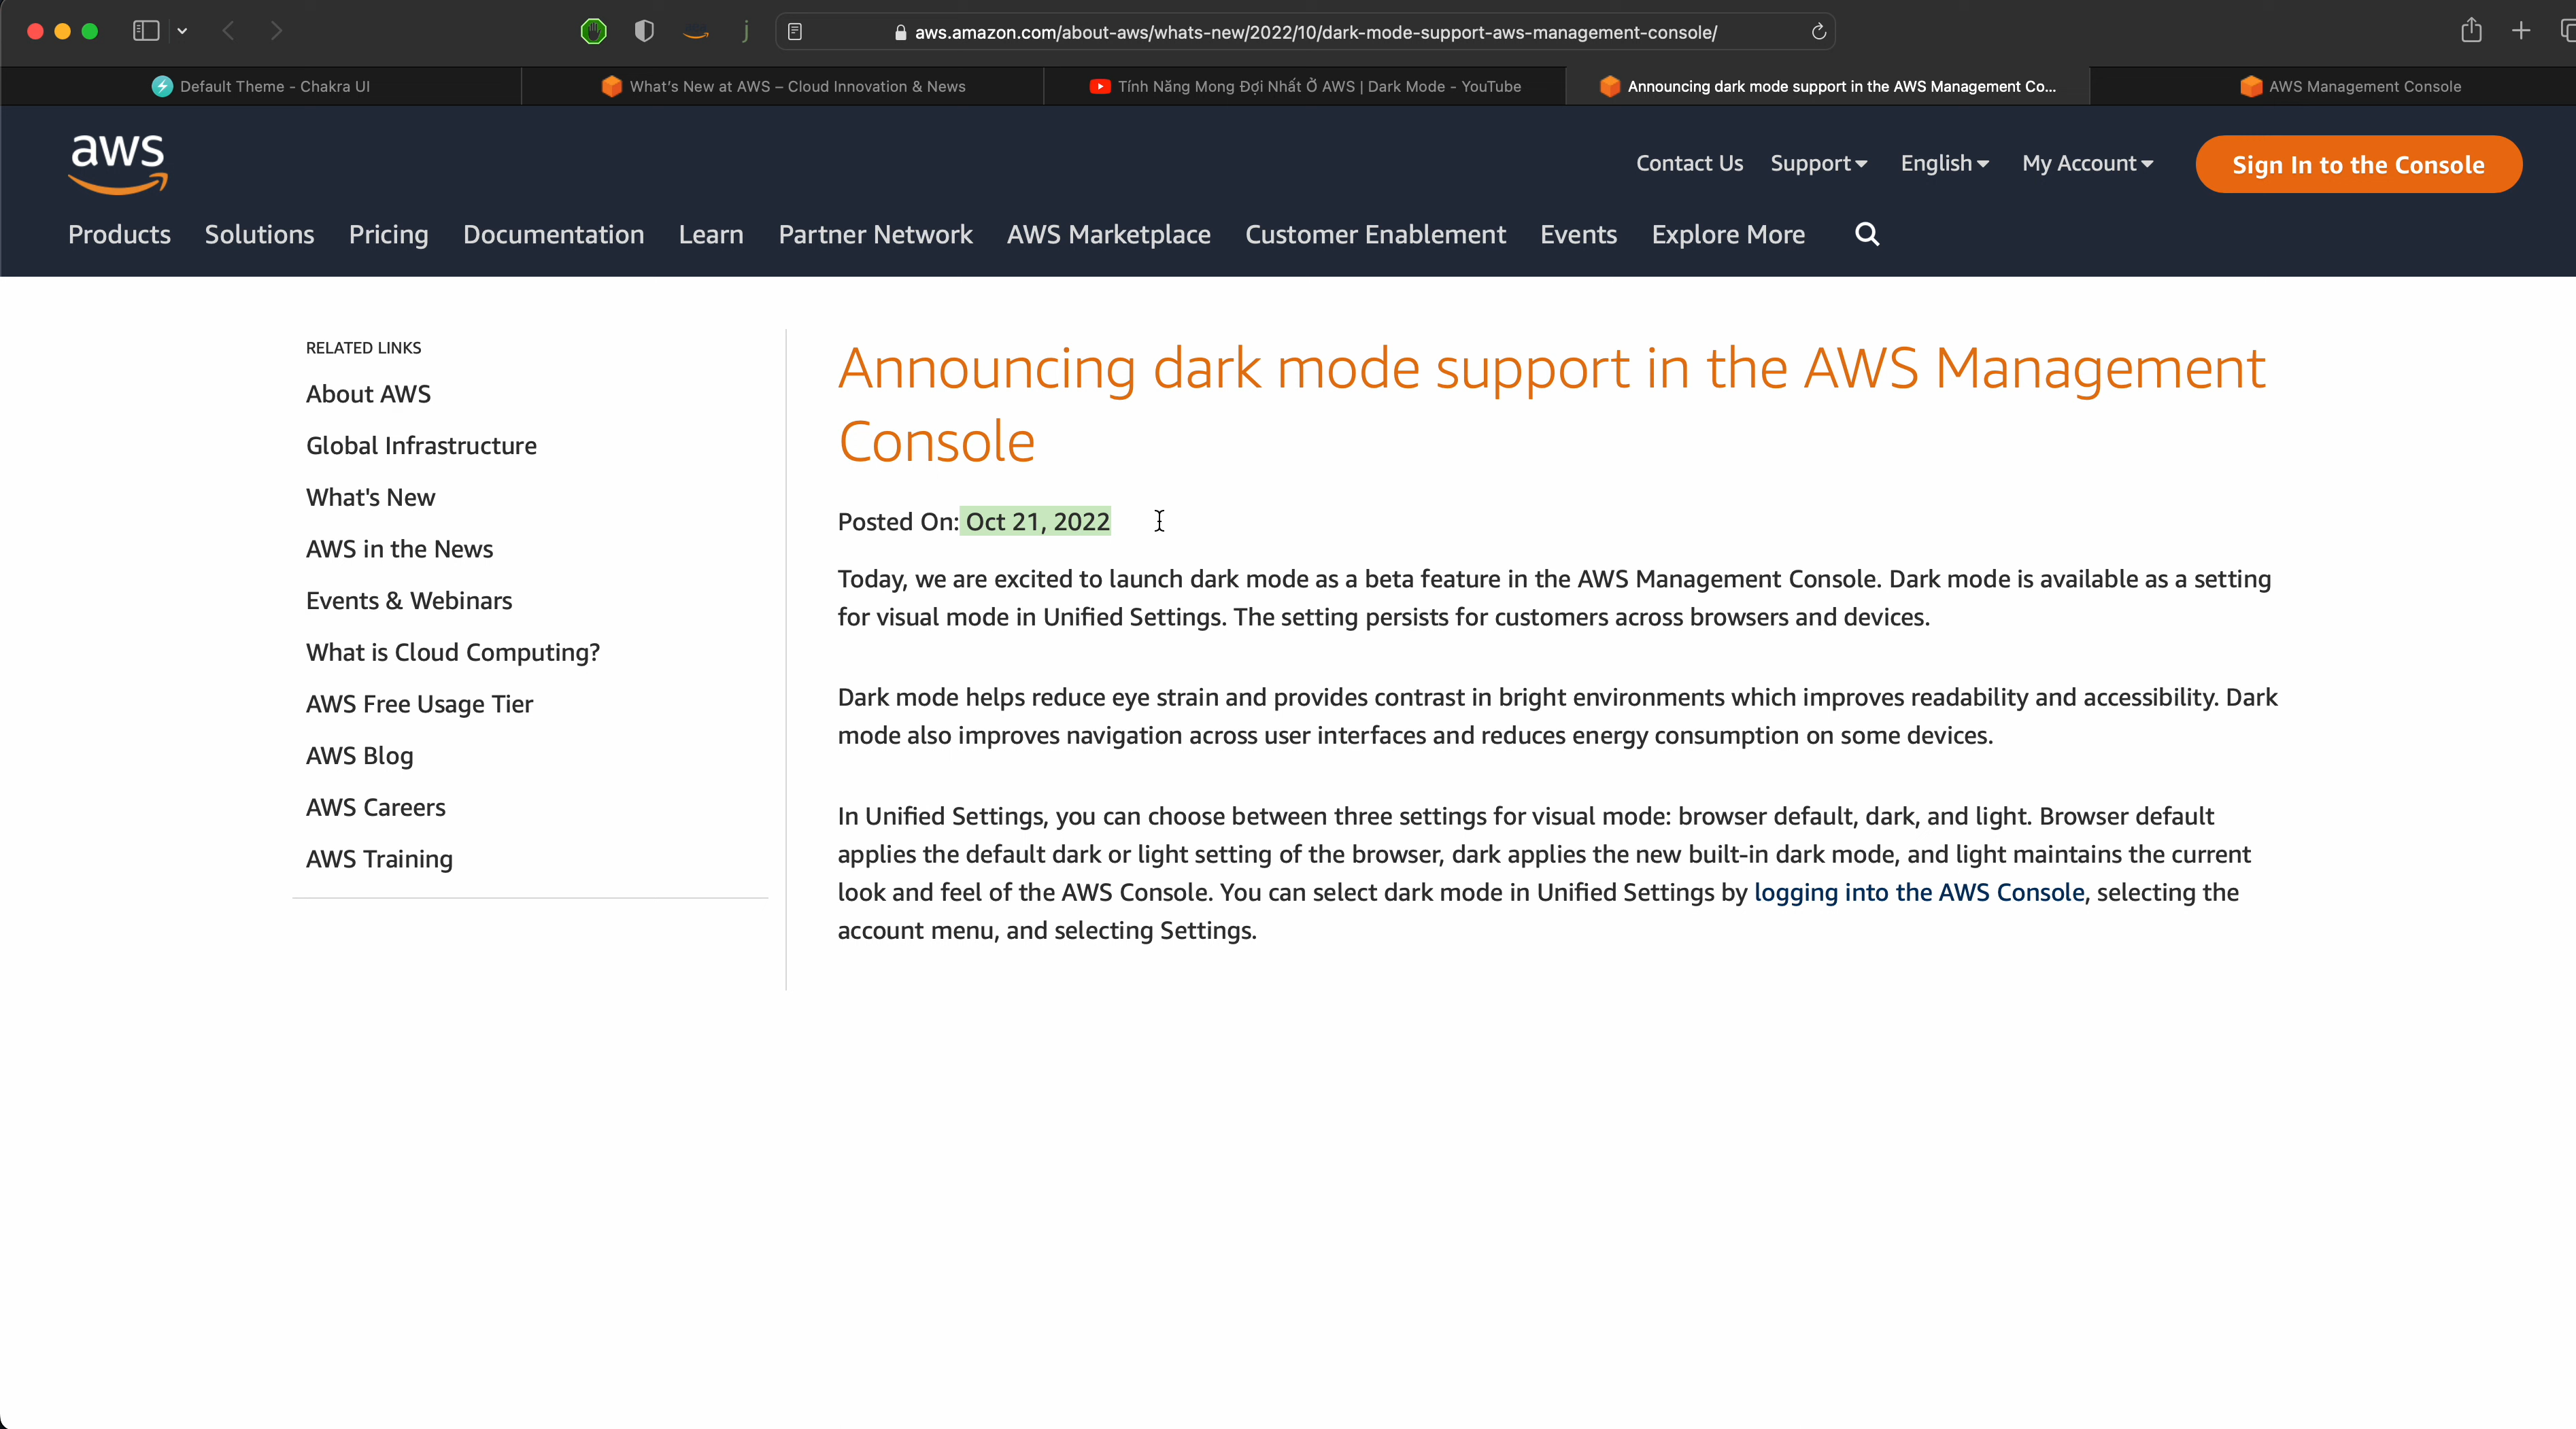 aws.amazon.com/about-aws/whats-new/2022/10/dark-mode-support-aws-management-console/
Default Theme - Chakra UI
What's New at AWS – Cloud Innovation & News
Tính Năng Mong Đợi Nhất Ở AWS | Dark Mode - YouTube
Announcing dark mode support in the AWS Management Co...
AWS Management Console
aws
Contact Us
Support
English
My Account
Sign In to the Console
Products
Solutions
Pricing
Documentation
Learn
Partner Network
AWS Marketplace
Customer Enablement
Events
Explore More
RELATED LINKS
About AWS
Global Infrastructure
What's New
AWS in the News
Events & Webinars
What is Cloud Computing?
AWS Free Usage Tier
AWS Blog
AWS Careers
AWS Training
Announcing dark mode support in the AWS Management
Console
Posted On: Oct 21, 2022
Today, we are excited to launch dark mode as a beta feature in the AWS Management Console. Dark mode is available as a setting
for visual mode in Unified Settings. The setting persists for customers across browsers and devices.
Dark mode helps reduce eye strain and provides contrast in bright environments which improves readability and accessibility. Dark
mode also improves navigation across user interfaces and reduces energy consumption on some devices.
In Unified Settings, you can choose between three settings for visual mode: browser default, dark, and light. Browser default
applies the default dark or light setting of the browser, dark applies the new built-in dark mode, and light maintains the current
look and feel of the AWS Console. You can select dark mode in Unified Settings by logging into the AWS Console, selecting the
account menu, and selecting Settings.